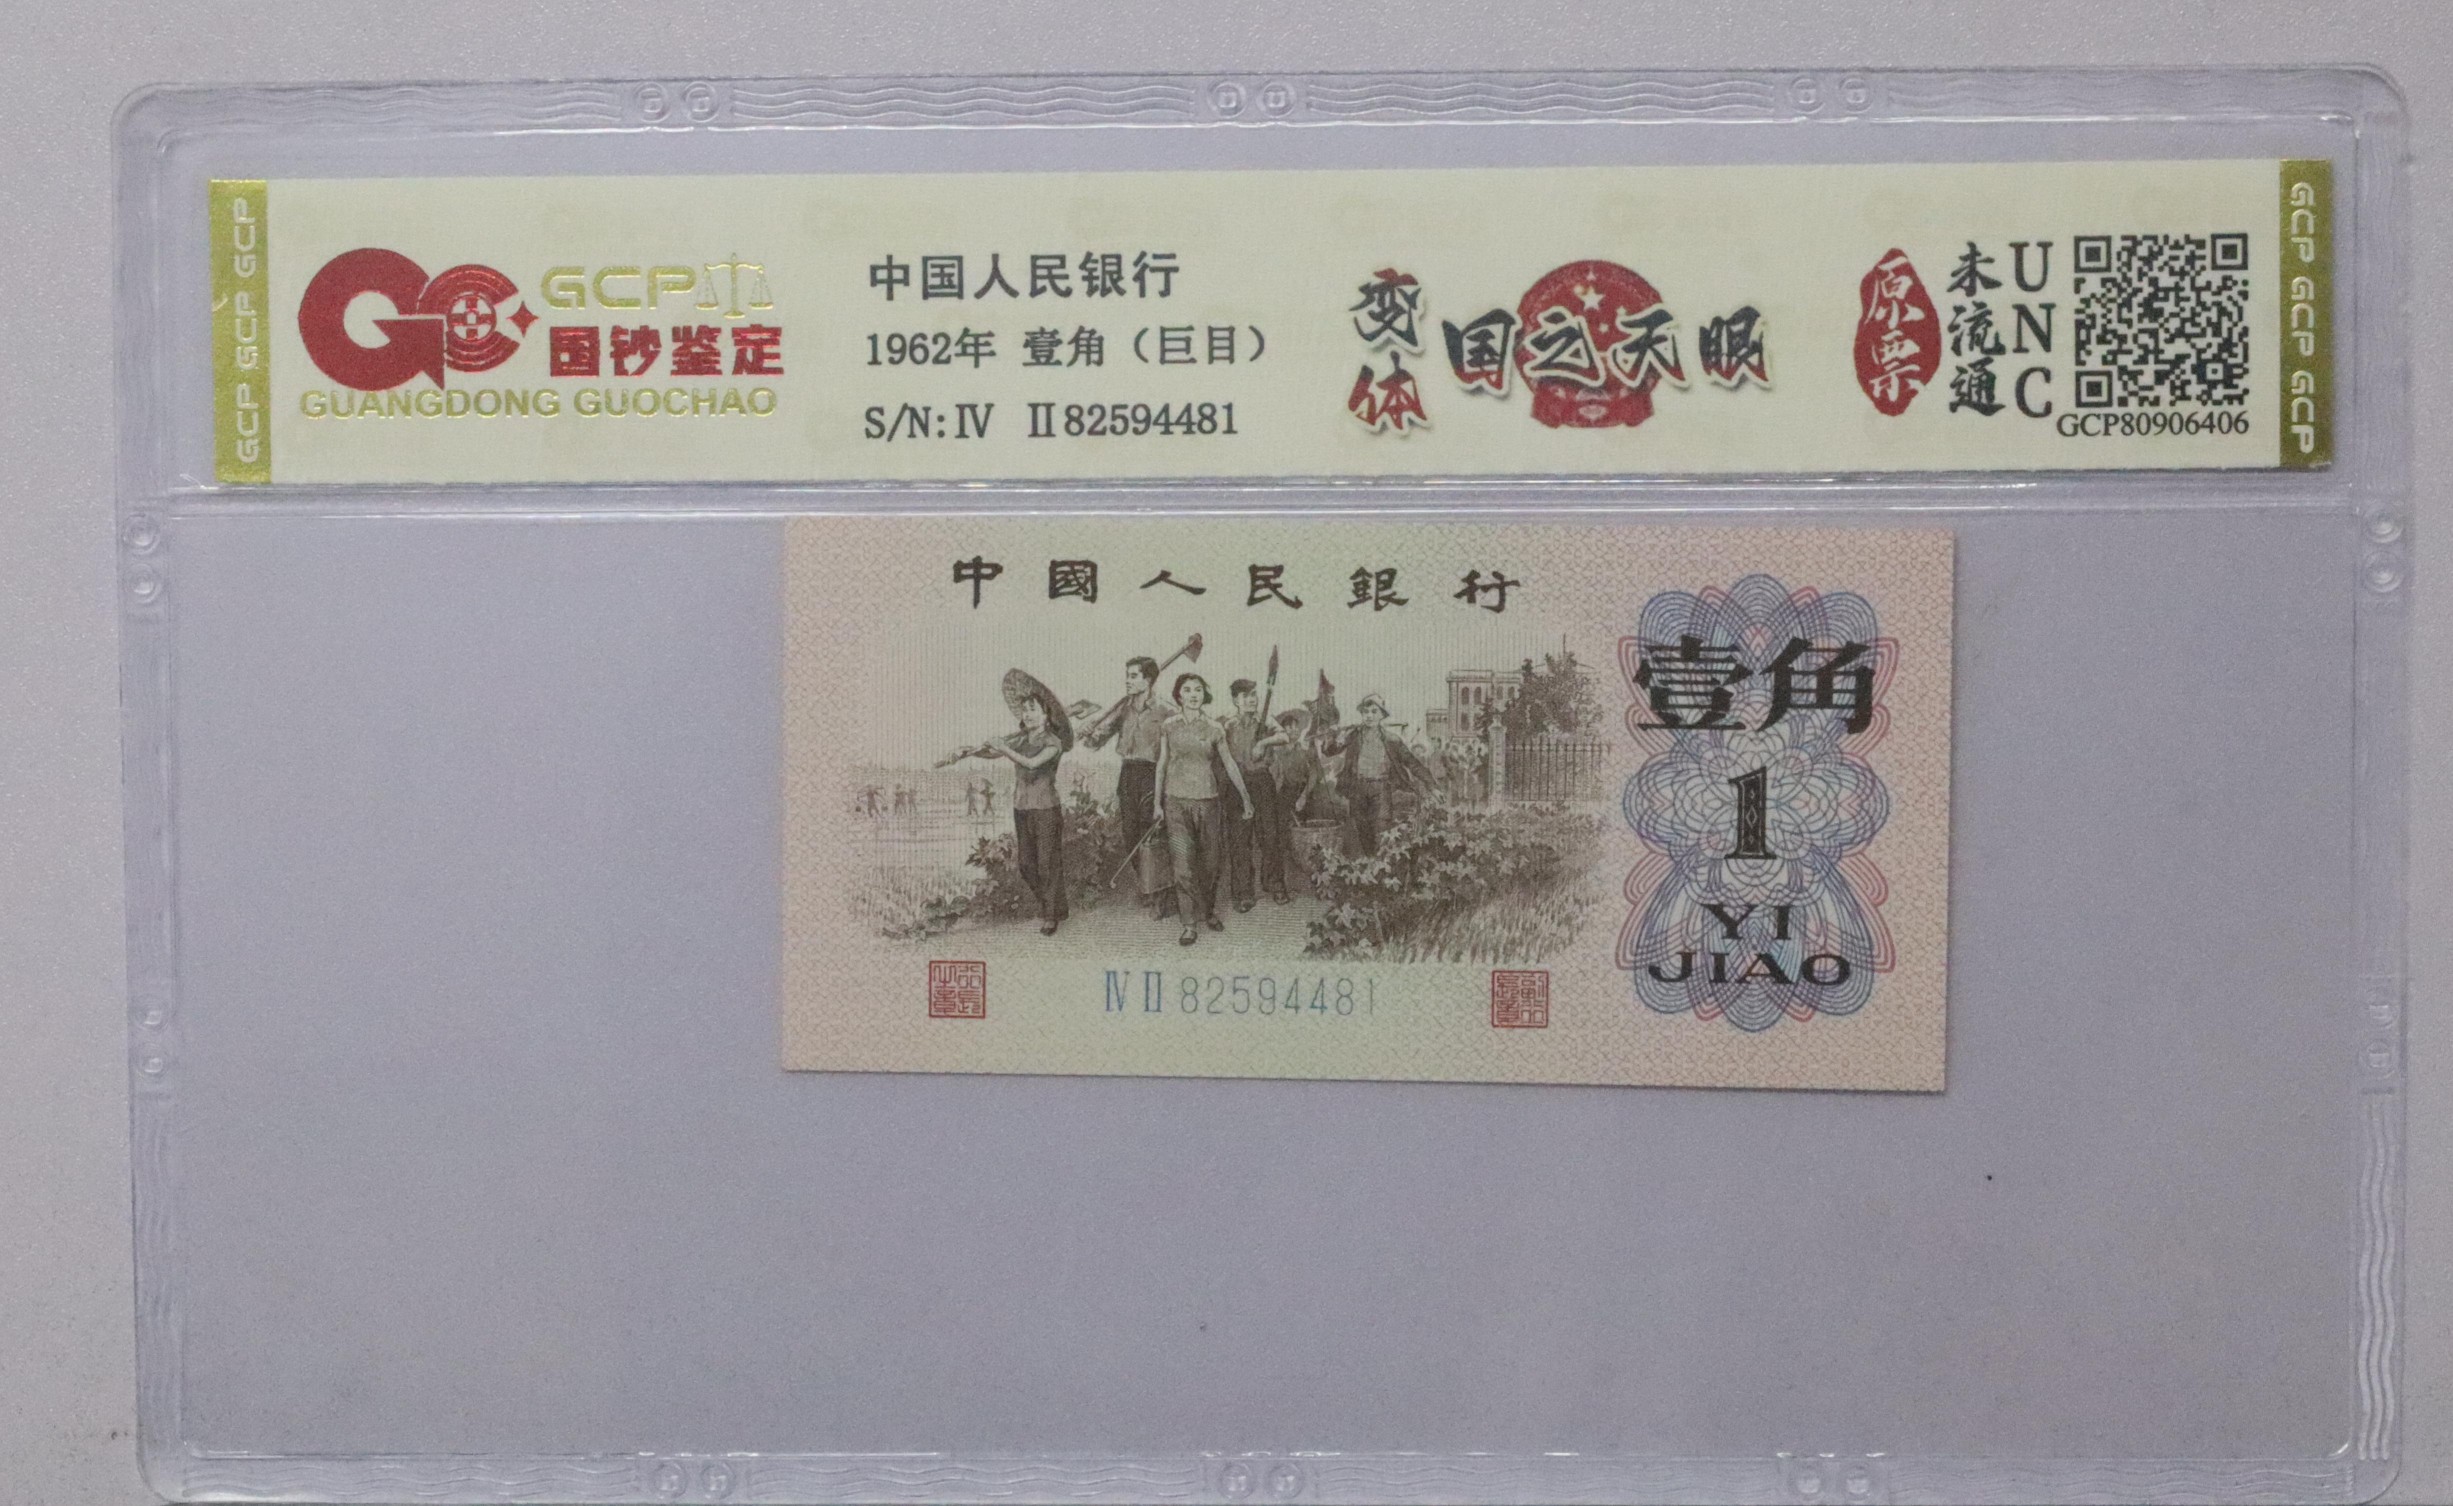 GCP GCP GCP
GCP
国钞鉴定
GUANGDONG GUOCHAO
中国人民银行
1962年 壹角（巨目）
S/N: IV II 82594481
变体
国之天眼
原票
未流通
UNC
GCP80906406
GCP GCP GCP
中國人民銀行
壹角
1
YI
JIAO
IV II 82594481